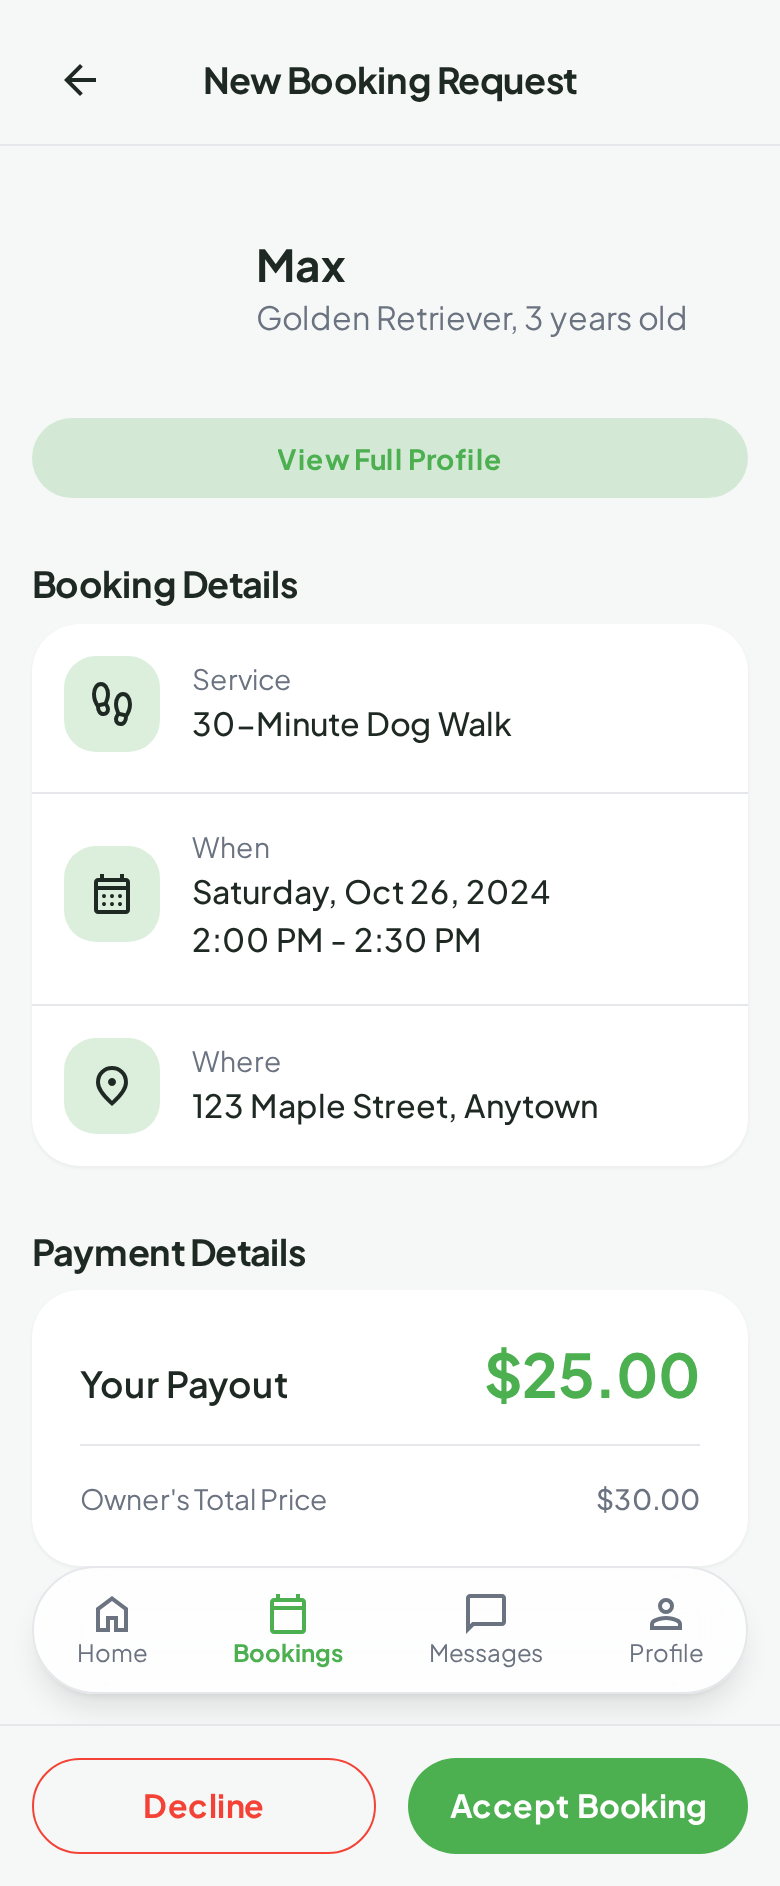 New Booking Request
Max
Golden Retriever, 3 years old
View Full Profile
Booking Details
Service
30-Minute Dog Walk
When
Saturday, Oct 26, 2024
2:00 PM - 2:30 PM
Where
123 Maple Street, Anytown
Payment Details
Your Payout $25.00
Owner's Total Price $30.00
Home Bookings Messages Profile
Decline Accept Booking